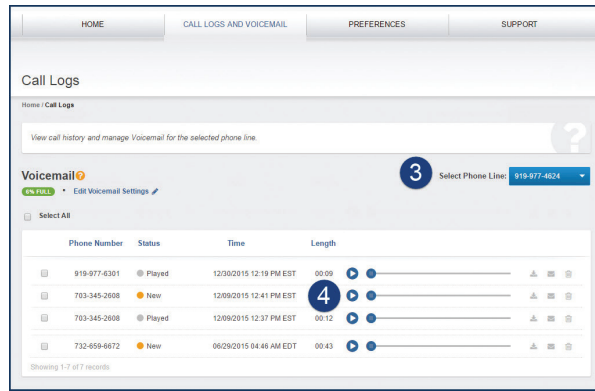 HOME CALL LOGS AND VOICEMAIL PREFERENCES SUPPORT
Call Logs
Home / Call Logs
View call history and manage Voicemail for the selected phone line.
?
Voicemail ?
3 Select Phone Line: 919-977-4624
6% FULL • Edit Voicemail Settings
Select All
Phone Number Status Time Length
919-977-6301 Played 12/30/2015 12:19 PM EST 00:09
703-345-2608 New 12/09/2015 12:41 PM EST 4
703-345-2608 Played 12/09/2015 12:37 PM EST 00:12
732-659-6672 New 06/29/2015 04:46 AM EDT 00:43
Showing 1-7 of 7 records